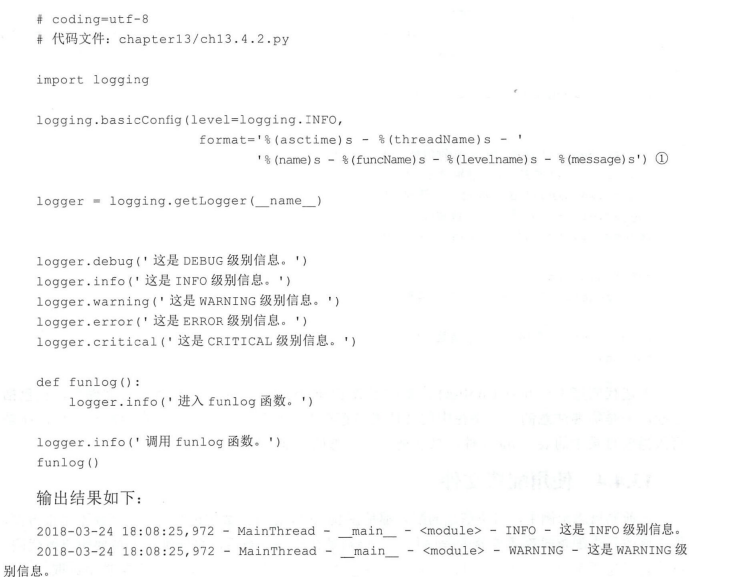 # coding=utf-8
# 代码文件：chapter13/ch13.4.2.py
import logging
logging.basicConfig(level=logging.INFO,
format='%(asctime)s - %(threadName)s - '
'%(name)s - %(funcName)s - %(levelname)s - %(message)s') ①
logger = logging.getLogger(__name__)
logger.debug('这是 DEBUG 级别信息。')
logger.info('这是 INFO 级别信息。')
logger.warning('这是 WARNING 级别信息。')
logger.error('这是 ERROR 级别信息。')
logger.critical('这是 CRITICAL 级别信息。')
def funlog():
logger.info('进入 funlog 函数。')
logger.info('调用 funlog 函数。')
funlog()
输出结果如下：
2018-03-24 18:08:25,972 - MainThread - __main__ - <module> - INFO - 这是 INFO 级别信息。
2018-03-24 18:08:25,972 - MainThread - __main__ - <module> - WARNING - 这是 WARNING 级
别信息。